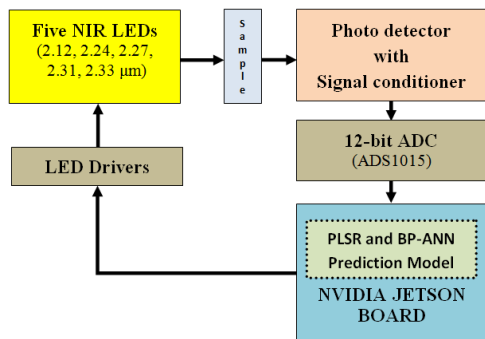 Five NIR LEDs
(2.12, 2.24, 2.27,
2.31, 2.33 μm)
Sample
Photo detector
with
Signal conditioner
12-bit ADC
(ADS1015)
LED Drivers
PLSR and BP-ANN
Prediction Model
NVIDIA JETSON
BOARD